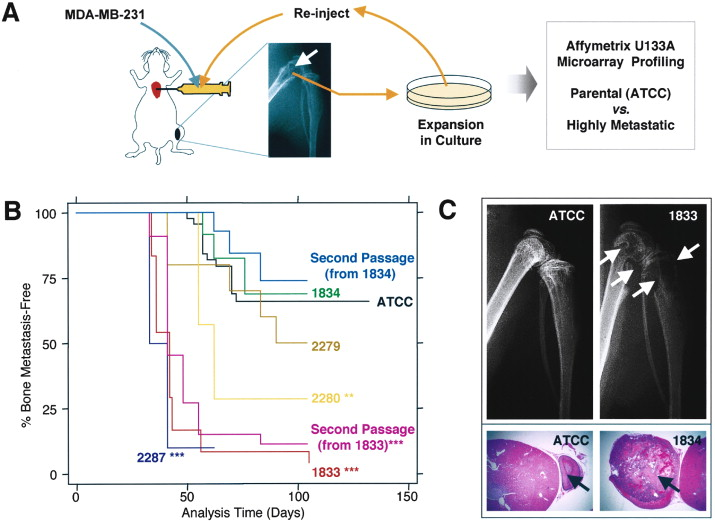 A
MDA-MB-231
Re-inject
Expansion
in Culture
Affymetrix U133A
Microarray Profiling
Parental (ATCC)
vs.
Highly Metastatic
B
% Bone Metastasis-Free
100
75
50
25
0
Second Passage
(from 1834)
1834
ATCC
2279
2280 **
Second Passage
(from 1833)***
2287 ***
1833 ***
0
50
100
150
Analysis Time (Days)
C
ATCC
1833
ATCC
1834